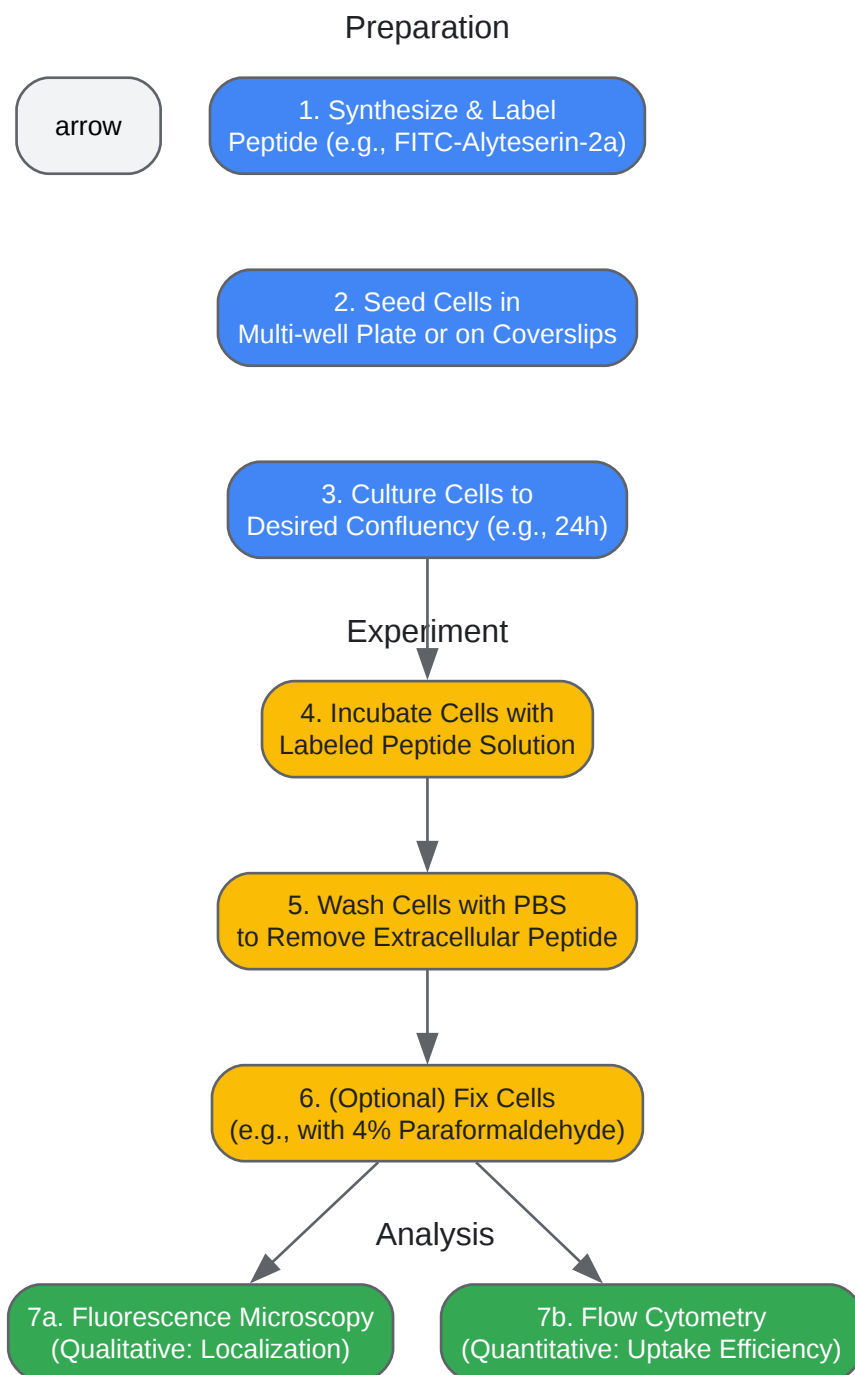 Preparation
arrow
1. Synthesize & Label
Peptide (e.g., FITC-Alyteserin-2a)
2. Seed Cells in
Multi-well Plate or on Coverslips
3. Culture Cells to
Desired Confluency (e.g., 24h)
Experiment
4. Incubate Cells with
Labeled Peptide Solution
5. Wash Cells with PBS
to Remove Extracellular Peptide
6. (Optional) Fix Cells
(e.g., with 4% Paraformaldehyde)
Analysis
7a. Fluorescence Microscopy
(Qualitative: Localization)
7b. Flow Cytometry
(Quantitative: Uptake Efficiency)